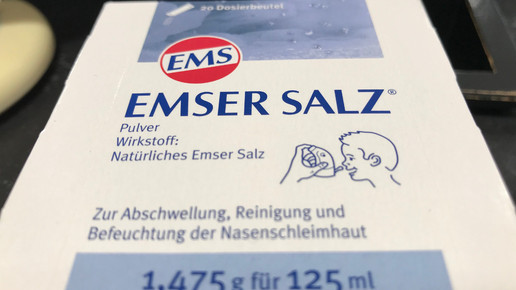 20 Dosierbeutel
EMS
EMSER SALZ®
Pulver
Wirkstoff:
Natürliches Emser Salz
Zur Abschwellung, Reinigung und
Befeuchtung der Nasenschleimhaut
1,475 g für 125 ml